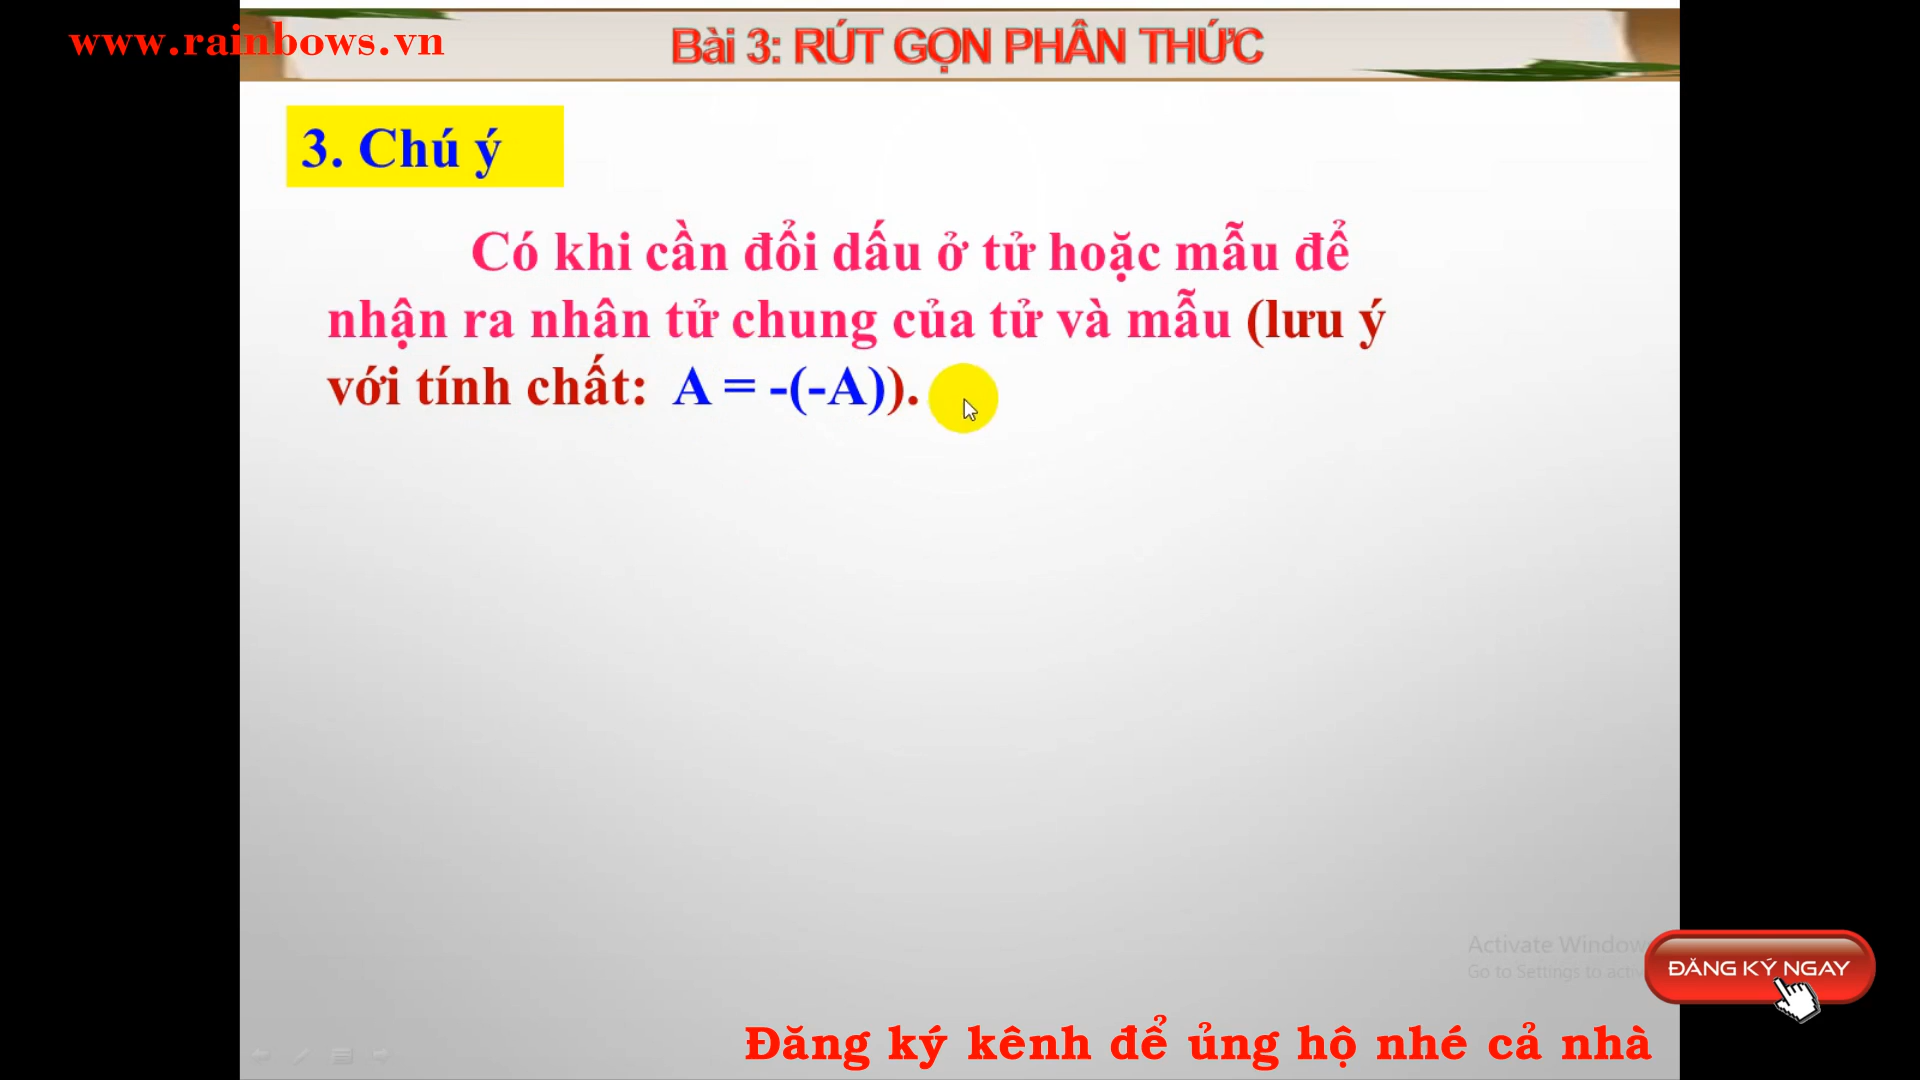 www.rainbows.vn
Bài 3: RÚT GỌN PHÂN THỨC
3. Chú ý
Có khi cần đổi dấu ở tử hoặc mẫu để
nhận ra nhân tử chung của tử và mẫu (lưu ý
với tính chất: A = -(-A)).
Activate Window
Go to Settings to activ
ĐĂNG KÝ NGAY
Đăng ký kênh để ủng hộ nhé cả nhà